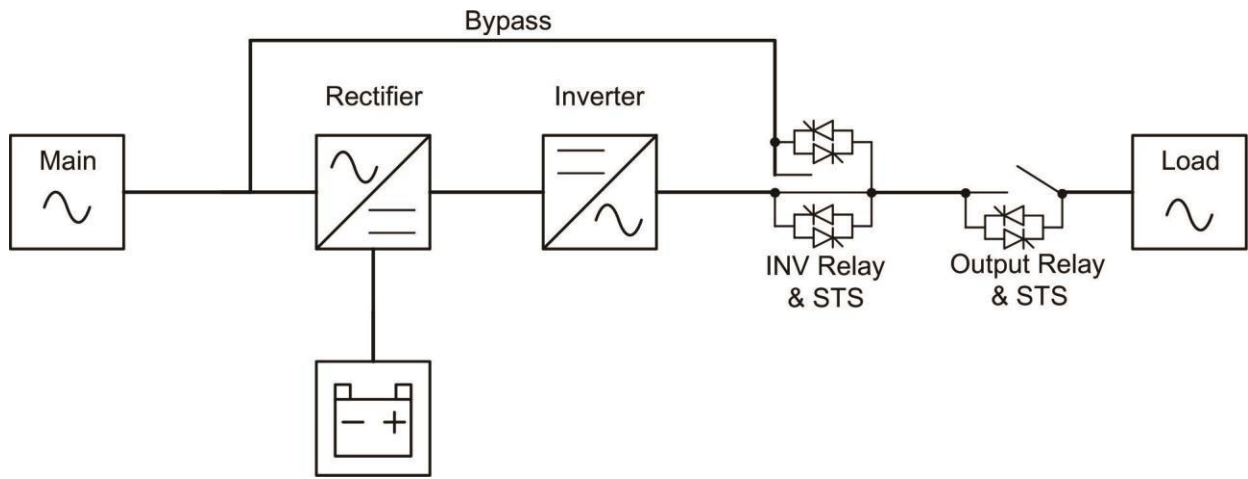 Bypass
Rectifier
Inverter
Main
Load
INV Relay
& STS
Output Relay
& STS